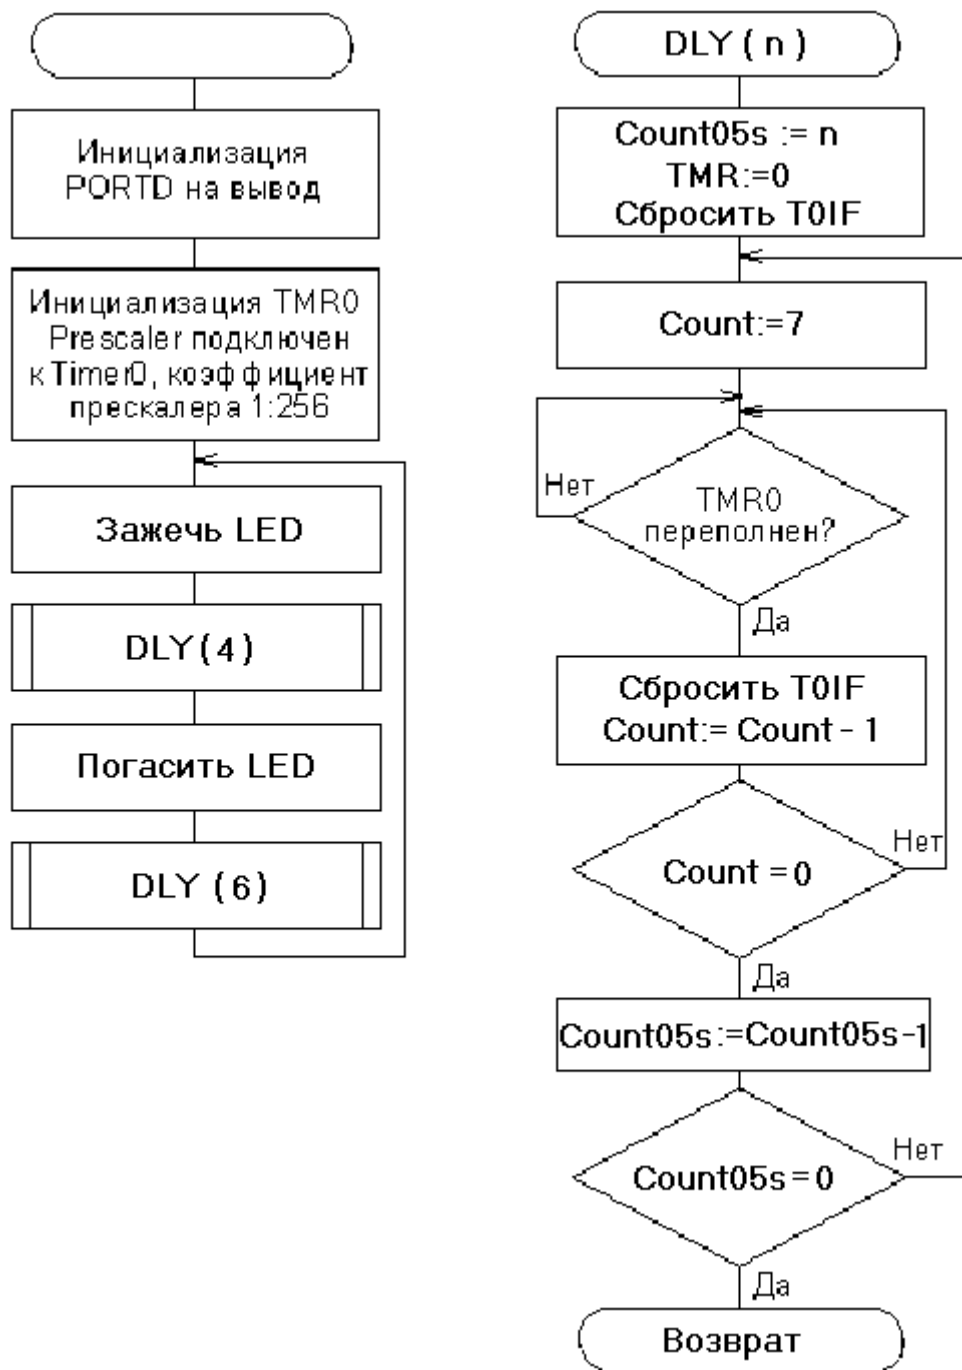 Инициализация
PORTD на вывод
Инициализация TMR0
Prescaler подключен
к Timer0, коэффициент
прескалера 1:256
Зажечь LED
DLY(4)
Погасить LED
DLY (6)
DLY(n)
Count05s := n
TMR:=0
Сбросить T0IF
Count:=7
Нет
TMR0
переполнен?
Да
Сбросить T0IF
Count:= Count - 1
Нет
Count =0
Да
Count05s:=Count05s-1
Нет
Count05s=0
Да
Возврат